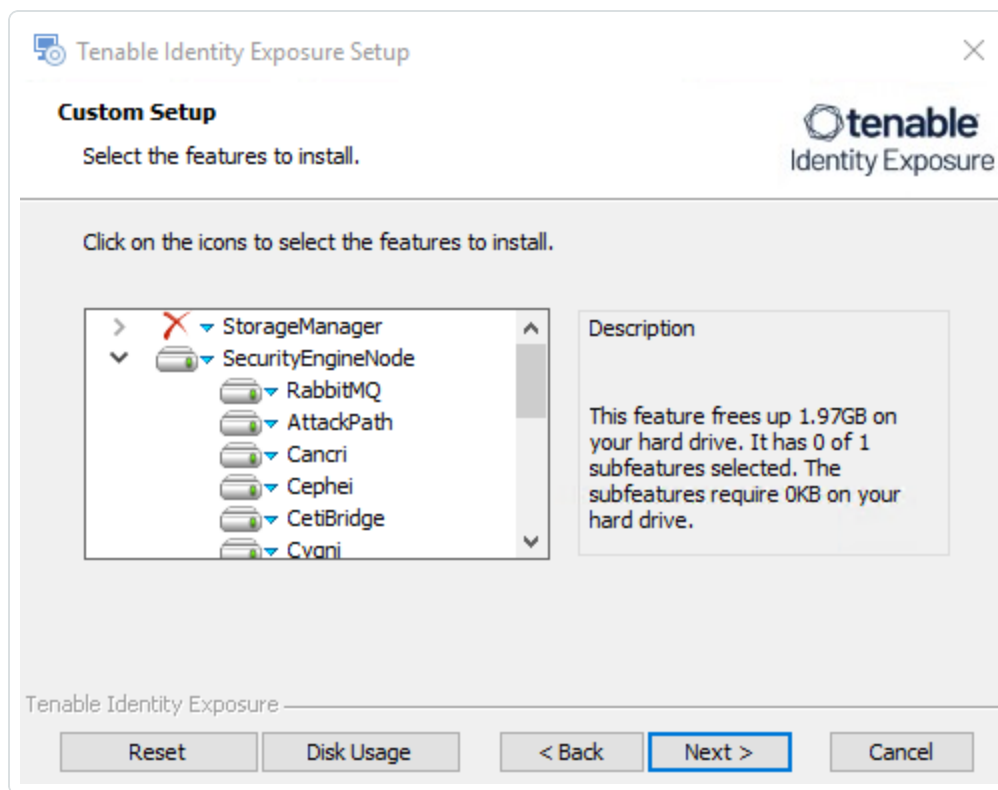 Tenable Identity Exposure Setup
Custom Setup
Select the features to install.
tenable
Identity Exposure
Click on the icons to select the features to install.
StorageManager
SecurityEngineNode
RabbitMQ
AttackPath
Cancri
Cephei
CetiBridge
Cygni
Description
This feature frees up 1.97GB on
your hard drive. It has 0 of 1
subfeatures selected. The
subfeatures require 0KB on your
hard drive.
Tenable Identity Exposure
Reset
Disk Usage
< Back
Next >
Cancel